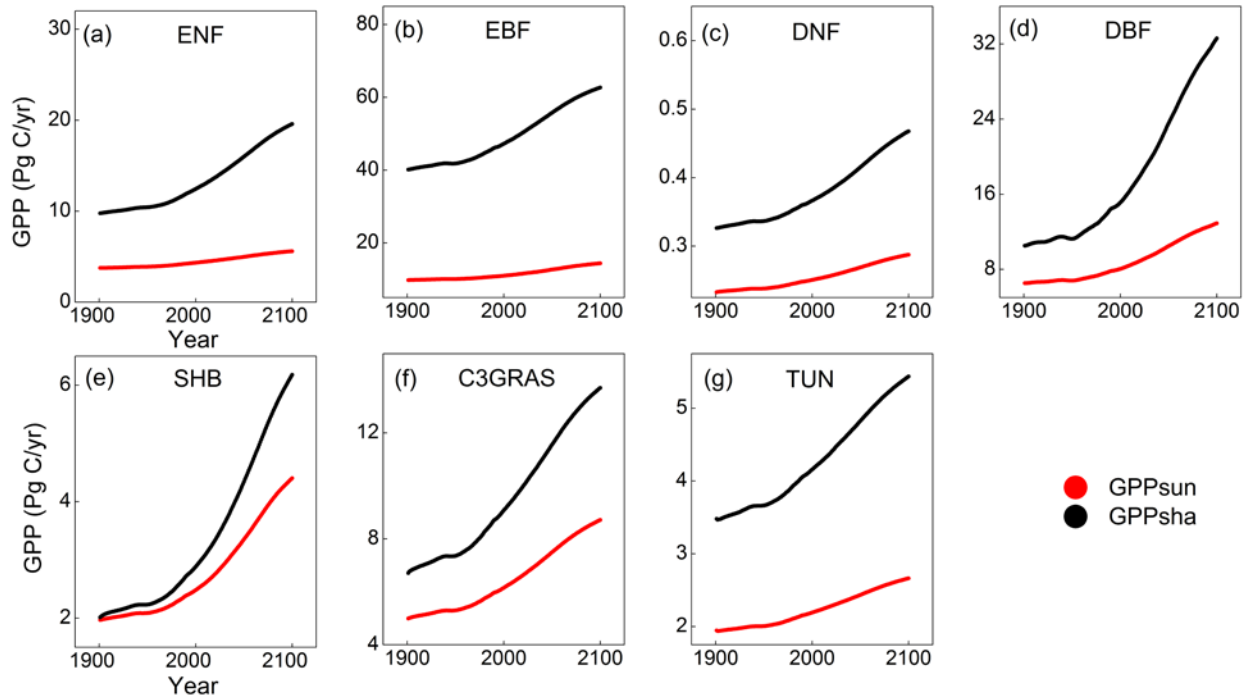 (a) ENF
30
20
10
0
1900 2000 2100
Year
GPP (Pg C/yr)
(b) EBF
80
60
40
20
1900 2000 2100
(c) DNF
0.6
0.5
0.4
0.3
1900 2000 2100
(d) DBF
32
24
16
8
1900 2000 2100
(e) SHB
6
4
2
1900 2000 2100
Year
GPP (Pg C/yr)
(f) C3GRAS
12
8
4
1900 2000 2100
(g) TUN
5
4
3
2
1900 2000 2100
GPPsun
GPPsha